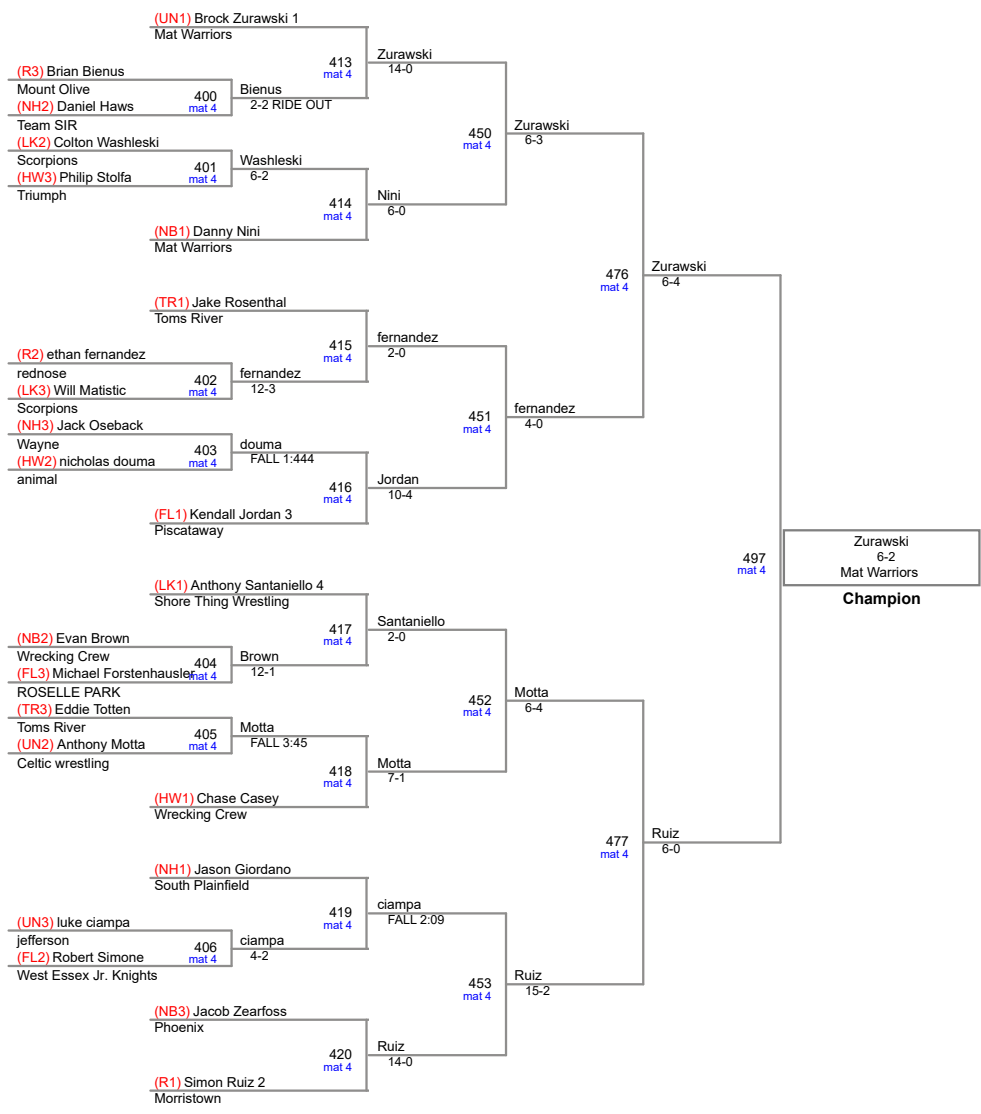 (UN1) Brock Zurawski 1
Mat Warriors
413
mat 4
Zurawski
14-0
(R3) Brian Bienus
Mount Olive
400
mat 4
Bienus
2-2 RIDE OUT
(NH2) Daniel Haws
Team SIR
450
mat 4
Zurawski
6-3
(LK2) Colton Washleski
Scorpions
401
mat 4
Washleski
6-2
(HW3) Philip Stolfa
Triumph
414
mat 4
Nini
6-0
(NB1) Danny Nini
Mat Warriors
476
mat 4
Zurawski
6-4
(TR1) Jake Rosenthal
Toms River
415
mat 4
fernandez
2-0
(R2) ethan fernandez
rednose
402
mat 4
fernandez
12-3
(LK3) Will Matistic
Scorpions
451
mat 4
fernandez
4-0
(NH3) Jack Oseback
Wayne
403
mat 4
douma
FALL 1:444
(HW2) nicholas douma
animal
416
mat 4
Jordan
10-4
(FL1) Kendall Jordan 3
Piscataway
497
mat 4
Zurawski
6-2
Mat Warriors
Champion
(LK1) Anthony Santaniello 4
Shore Thing Wrestling
417
mat 4
Santaniello
2-0
(NB2) Evan Brown
Wrecking Crew
404
mat 4
Brown
12-1
(FL3) Michael Forstenhausler
ROSELLE PARK
452
mat 4
Motta
6-4
(TR3) Eddie Totten
Toms River
405
mat 4
Motta
FALL 3:45
(UN2) Anthony Motta
Celtic wrestling
418
mat 4
Motta
7-1
(HW1) Chase Casey
Wrecking Crew
477
mat 4
Ruiz
6-0
(NH1) Jason Giordano
South Plainfield
419
mat 4
ciampa
FALL 2:09
(UN3) luke ciampa
jefferson
406
mat 4
ciampa
4-2
(FL2) Robert Simone
West Essex Jr. Knights
453
mat 4
Ruiz
15-2
(NB3) Jacob Zearfoss
Phoenix
420
mat 4
Ruiz
14-0
(R1) Simon Ruiz 2
Morristown